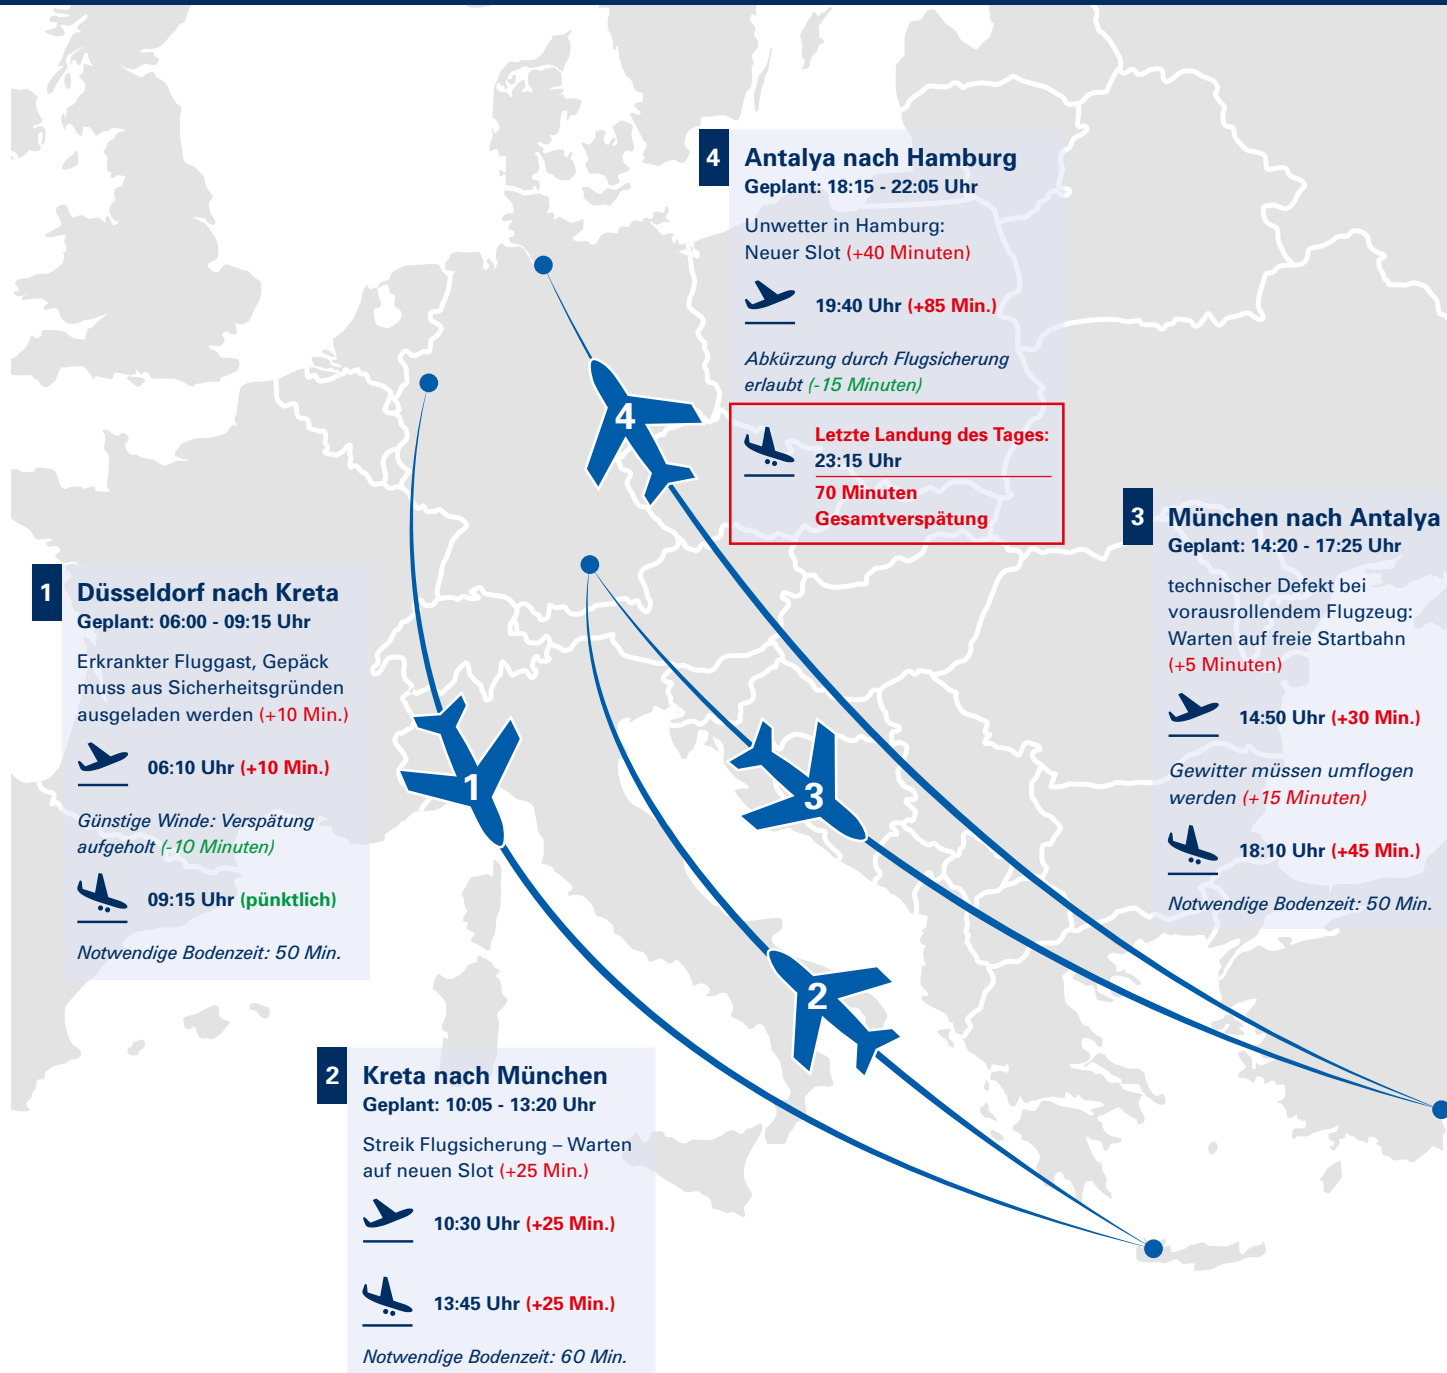 4
Antalya nach Hamburg
Geplant: 18:15 - 22:05 Uhr
Unwetter in Hamburg:
Neuer Slot (+40 Minuten)
19:40 Uhr (+85 Min.)
Abkürzung durch Flugsicherung
erlaubt (-15 Minuten)
Letzte Landung des Tages:
23:15 Uhr
70 Minuten
Gesamtverspätung
4
3
München nach Antalya
Geplant: 14:20 - 17:25 Uhr
technischer Defekt bei
vorausrollendem Flugzeug:
Warten auf freie Startbahn
(+5 Minuten)
14:50 Uhr (+30 Min.)
Gewitter müssen umflogen
werden (+15 Minuten)
18:10 Uhr (+45 Min.)
Notwendige Bodenzeit: 50 Min.
1
Düsseldorf nach Kreta
Geplant: 06:00 - 09:15 Uhr
Erkrankter Fluggast, Gepäck
muss aus Sicherheitsgründen
ausgeladen werden (+10 Min.)
06:10 Uhr (+10 Min.)
Günstige Winde: Verspätung
aufgeholt (-10 Minuten)
09:15 Uhr (pünktlich)
Notwendige Bodenzeit: 50 Min.
1
3
2
2
Kreta nach München
Geplant: 10:05 - 13:20 Uhr
Streik Flugsicherung – Warten
auf neuen Slot (+25 Min.)
10:30 Uhr (+25 Min.)
13:45 Uhr (+25 Min.)
Notwendige Bodenzeit: 60 Min.